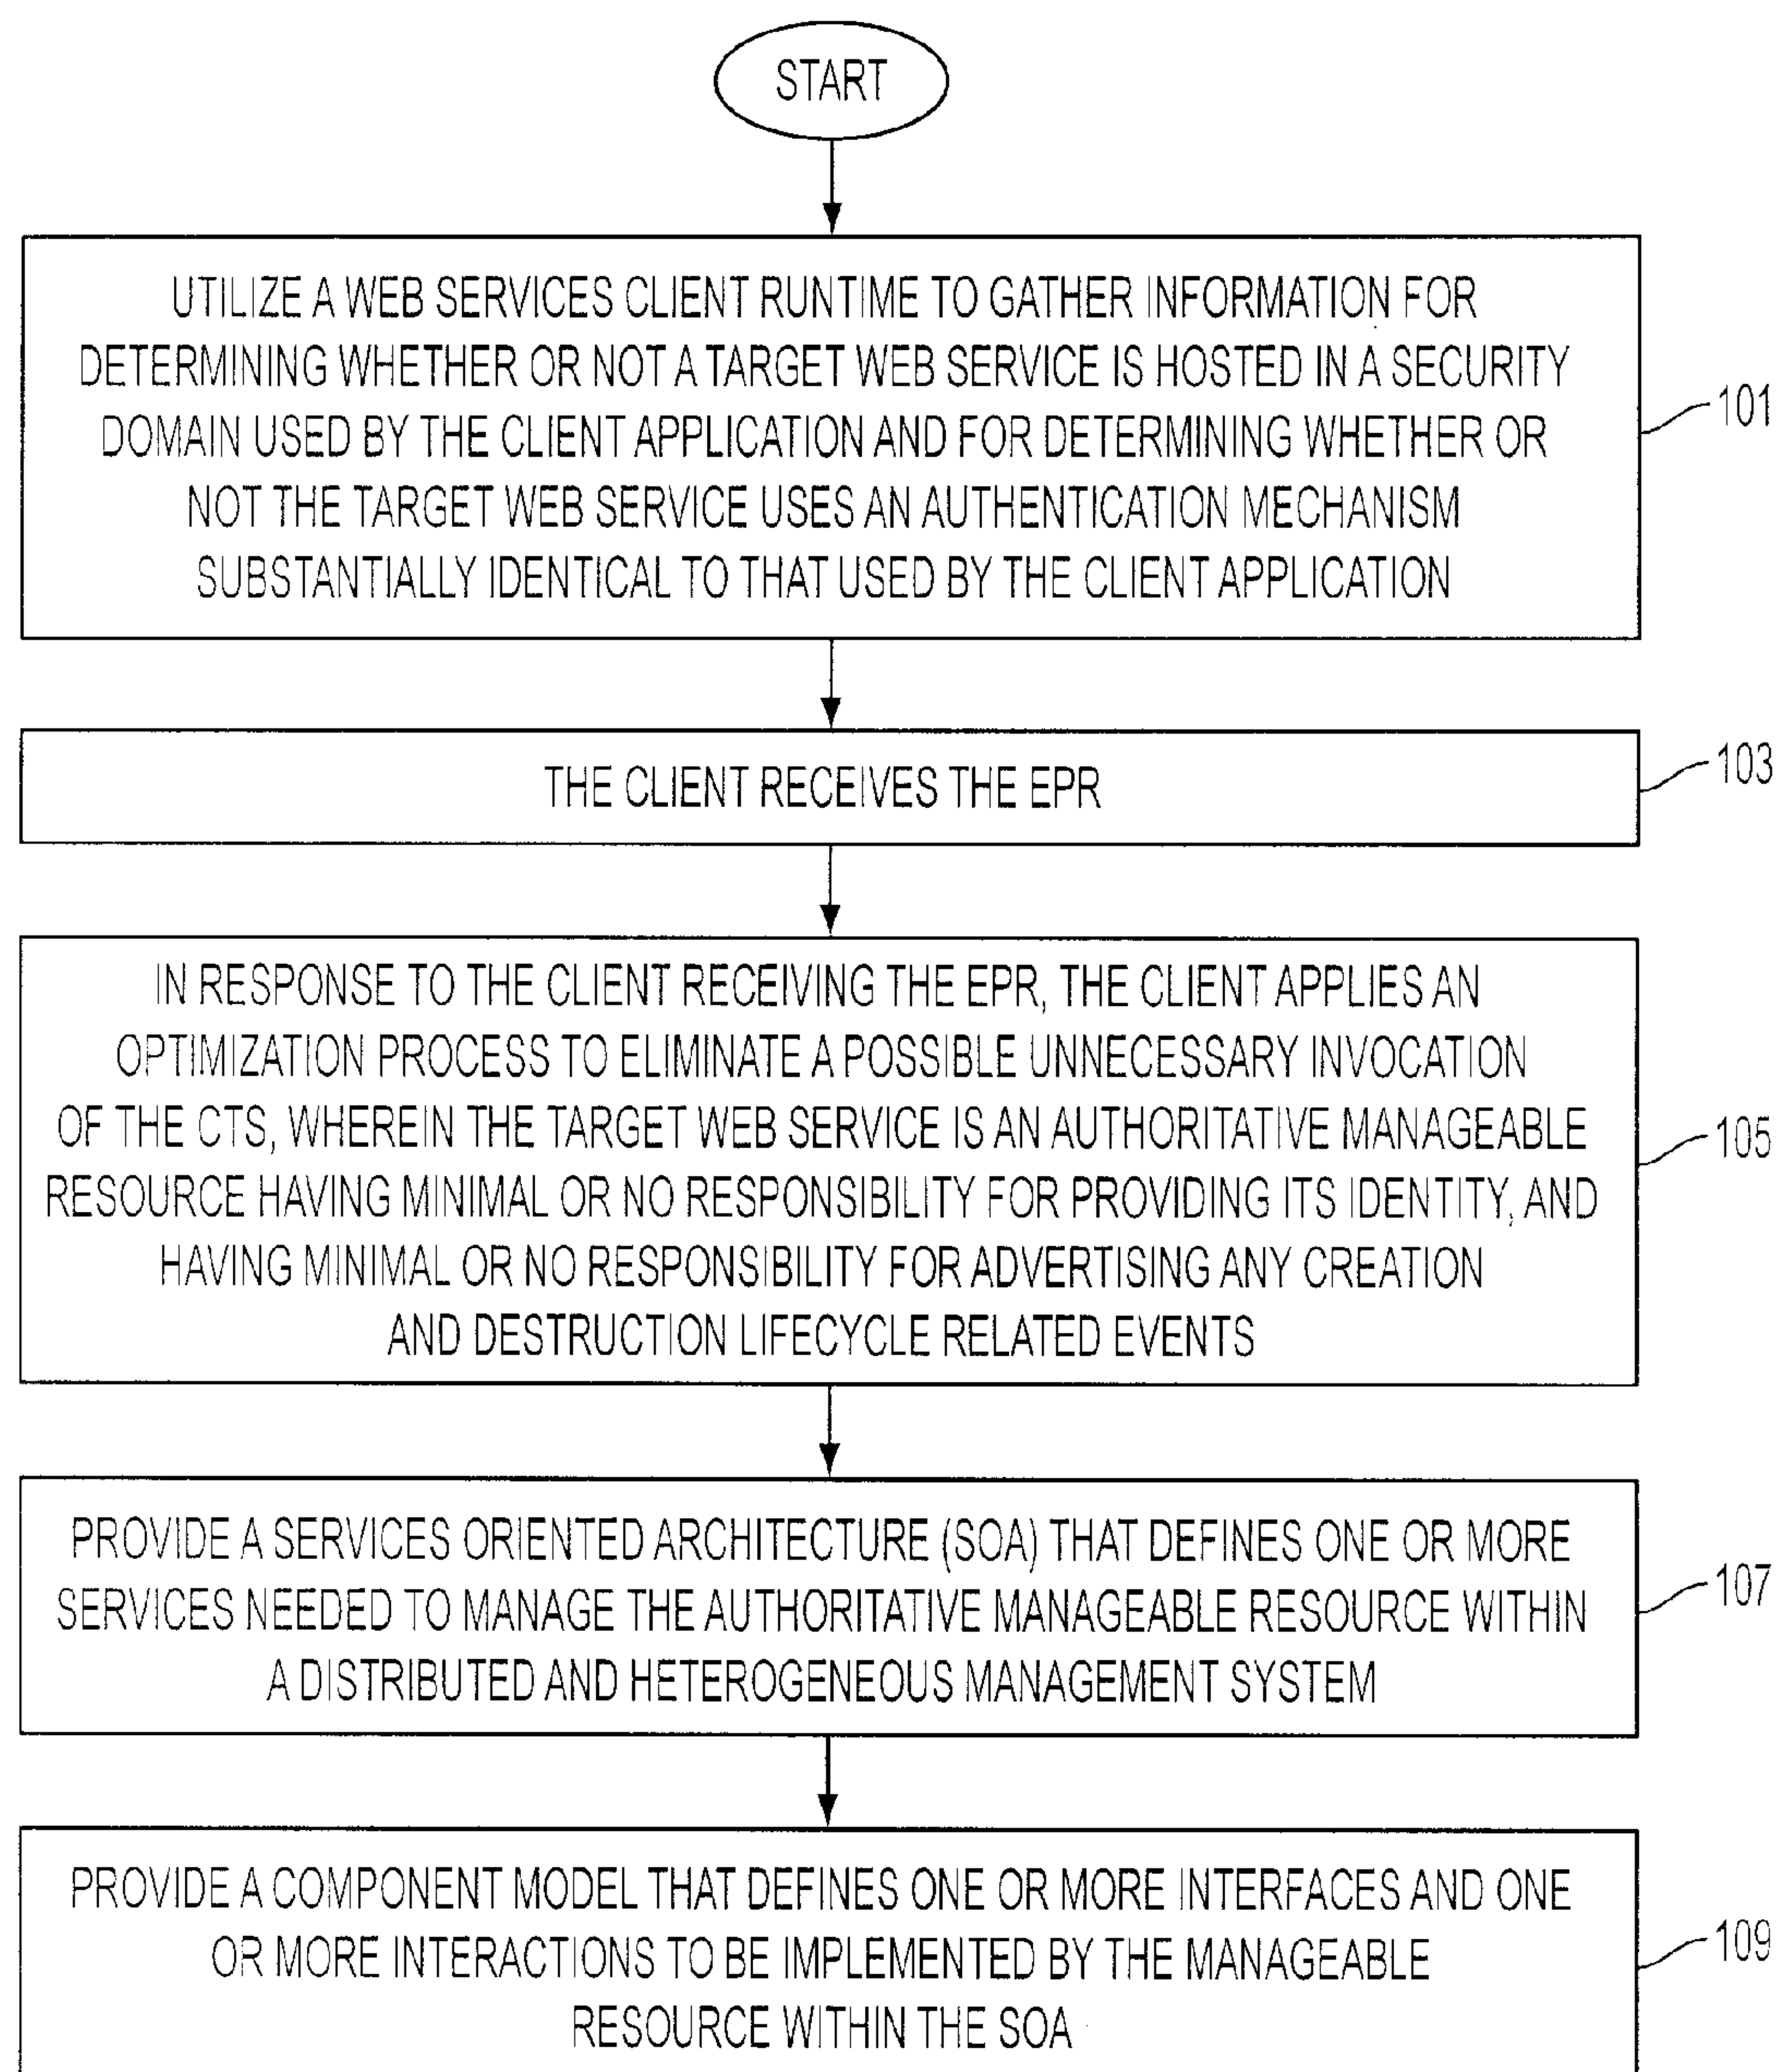 START
UTILIZE A WEB SERVICES CLIENT RUNTIME TO GATHER INFORMATION FOR
DETERMINING WHETHER OR NOT A TARGET WEB SERVICE IS HOSTED IN A SECURITY
DOMAIN USED BY THE CLIENT APPLICATION AND FOR DETERMINING WHETHER OR
NOT THE TARGET WEB SERVICE USES AN AUTHENTICATION MECHANISM
SUBSTANTIALLY IDENTICAL TO THAT USED BY THE CLIENT APPLICATION
101
THE CLIENT RECEIVES THE EPR
103
IN RESPONSE TO THE CLIENT RECEIVING THE EPR, THE CLIENT APPLIES AN
OPTIMIZATION PROCESS TO ELIMINATE A POSSIBLE UNNECESSARY INVOCATION
OF THE CTS, WHEREIN THE TARGET WEB SERVICE IS AN AUTHORITATIVE MANAGEABLE
RESOURCE HAVING MINIMAL OR NO RESPONSIBILITY FOR PROVIDING ITS IDENTITY, AND
HAVING MINIMAL OR NO RESPONSIBILITY FOR ADVERTISING ANY CREATION
AND DESTRUCTION LIFECYCLE RELATED EVENTS
105
PROVIDE A SERVICES ORIENTED ARCHITECTURE (SOA) THAT DEFINES ONE OR MORE
SERVICES NEEDED TO MANAGE THE AUTHORITATIVE MANAGEABLE RESOURCE WITHIN
A DISTRIBUTED AND HETEROGENEOUS MANAGEMENT SYSTEM
107
PROVIDE A COMPONENT MODEL THAT DEFINES ONE OR MORE INTERFACES AND ONE
OR MORE INTERACTIONS TO BE IMPLEMENTED BY THE MANAGEABLE
RESOURCE WITHIN THE SOA
109